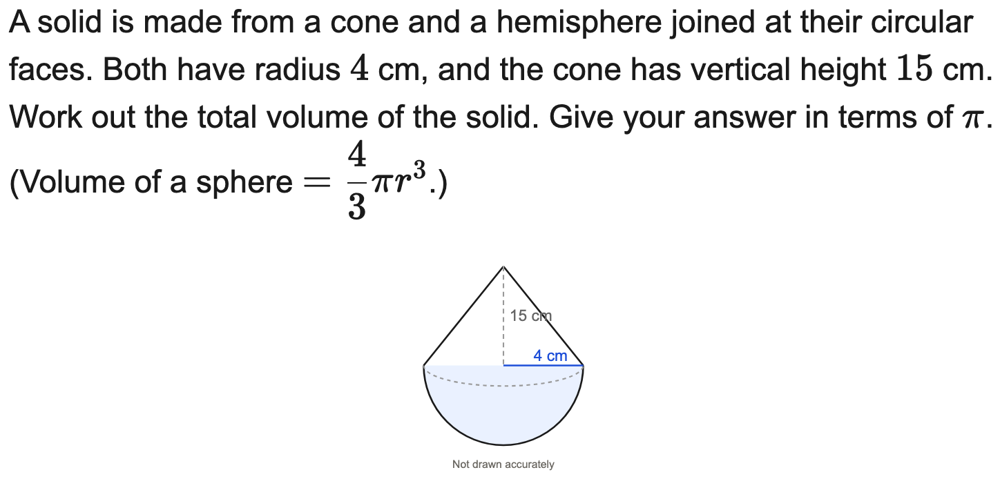 A solid is made from a cone and a hemisphere joined at their circular
faces. Both have radius 4 cm, and the cone has vertical height 15 cm.
Work out the total volume of the solid. Give your answer in terms of π.
(Volume of a sphere = 4/3 πr³.)
15 cm
4 cm
Not drawn accurately